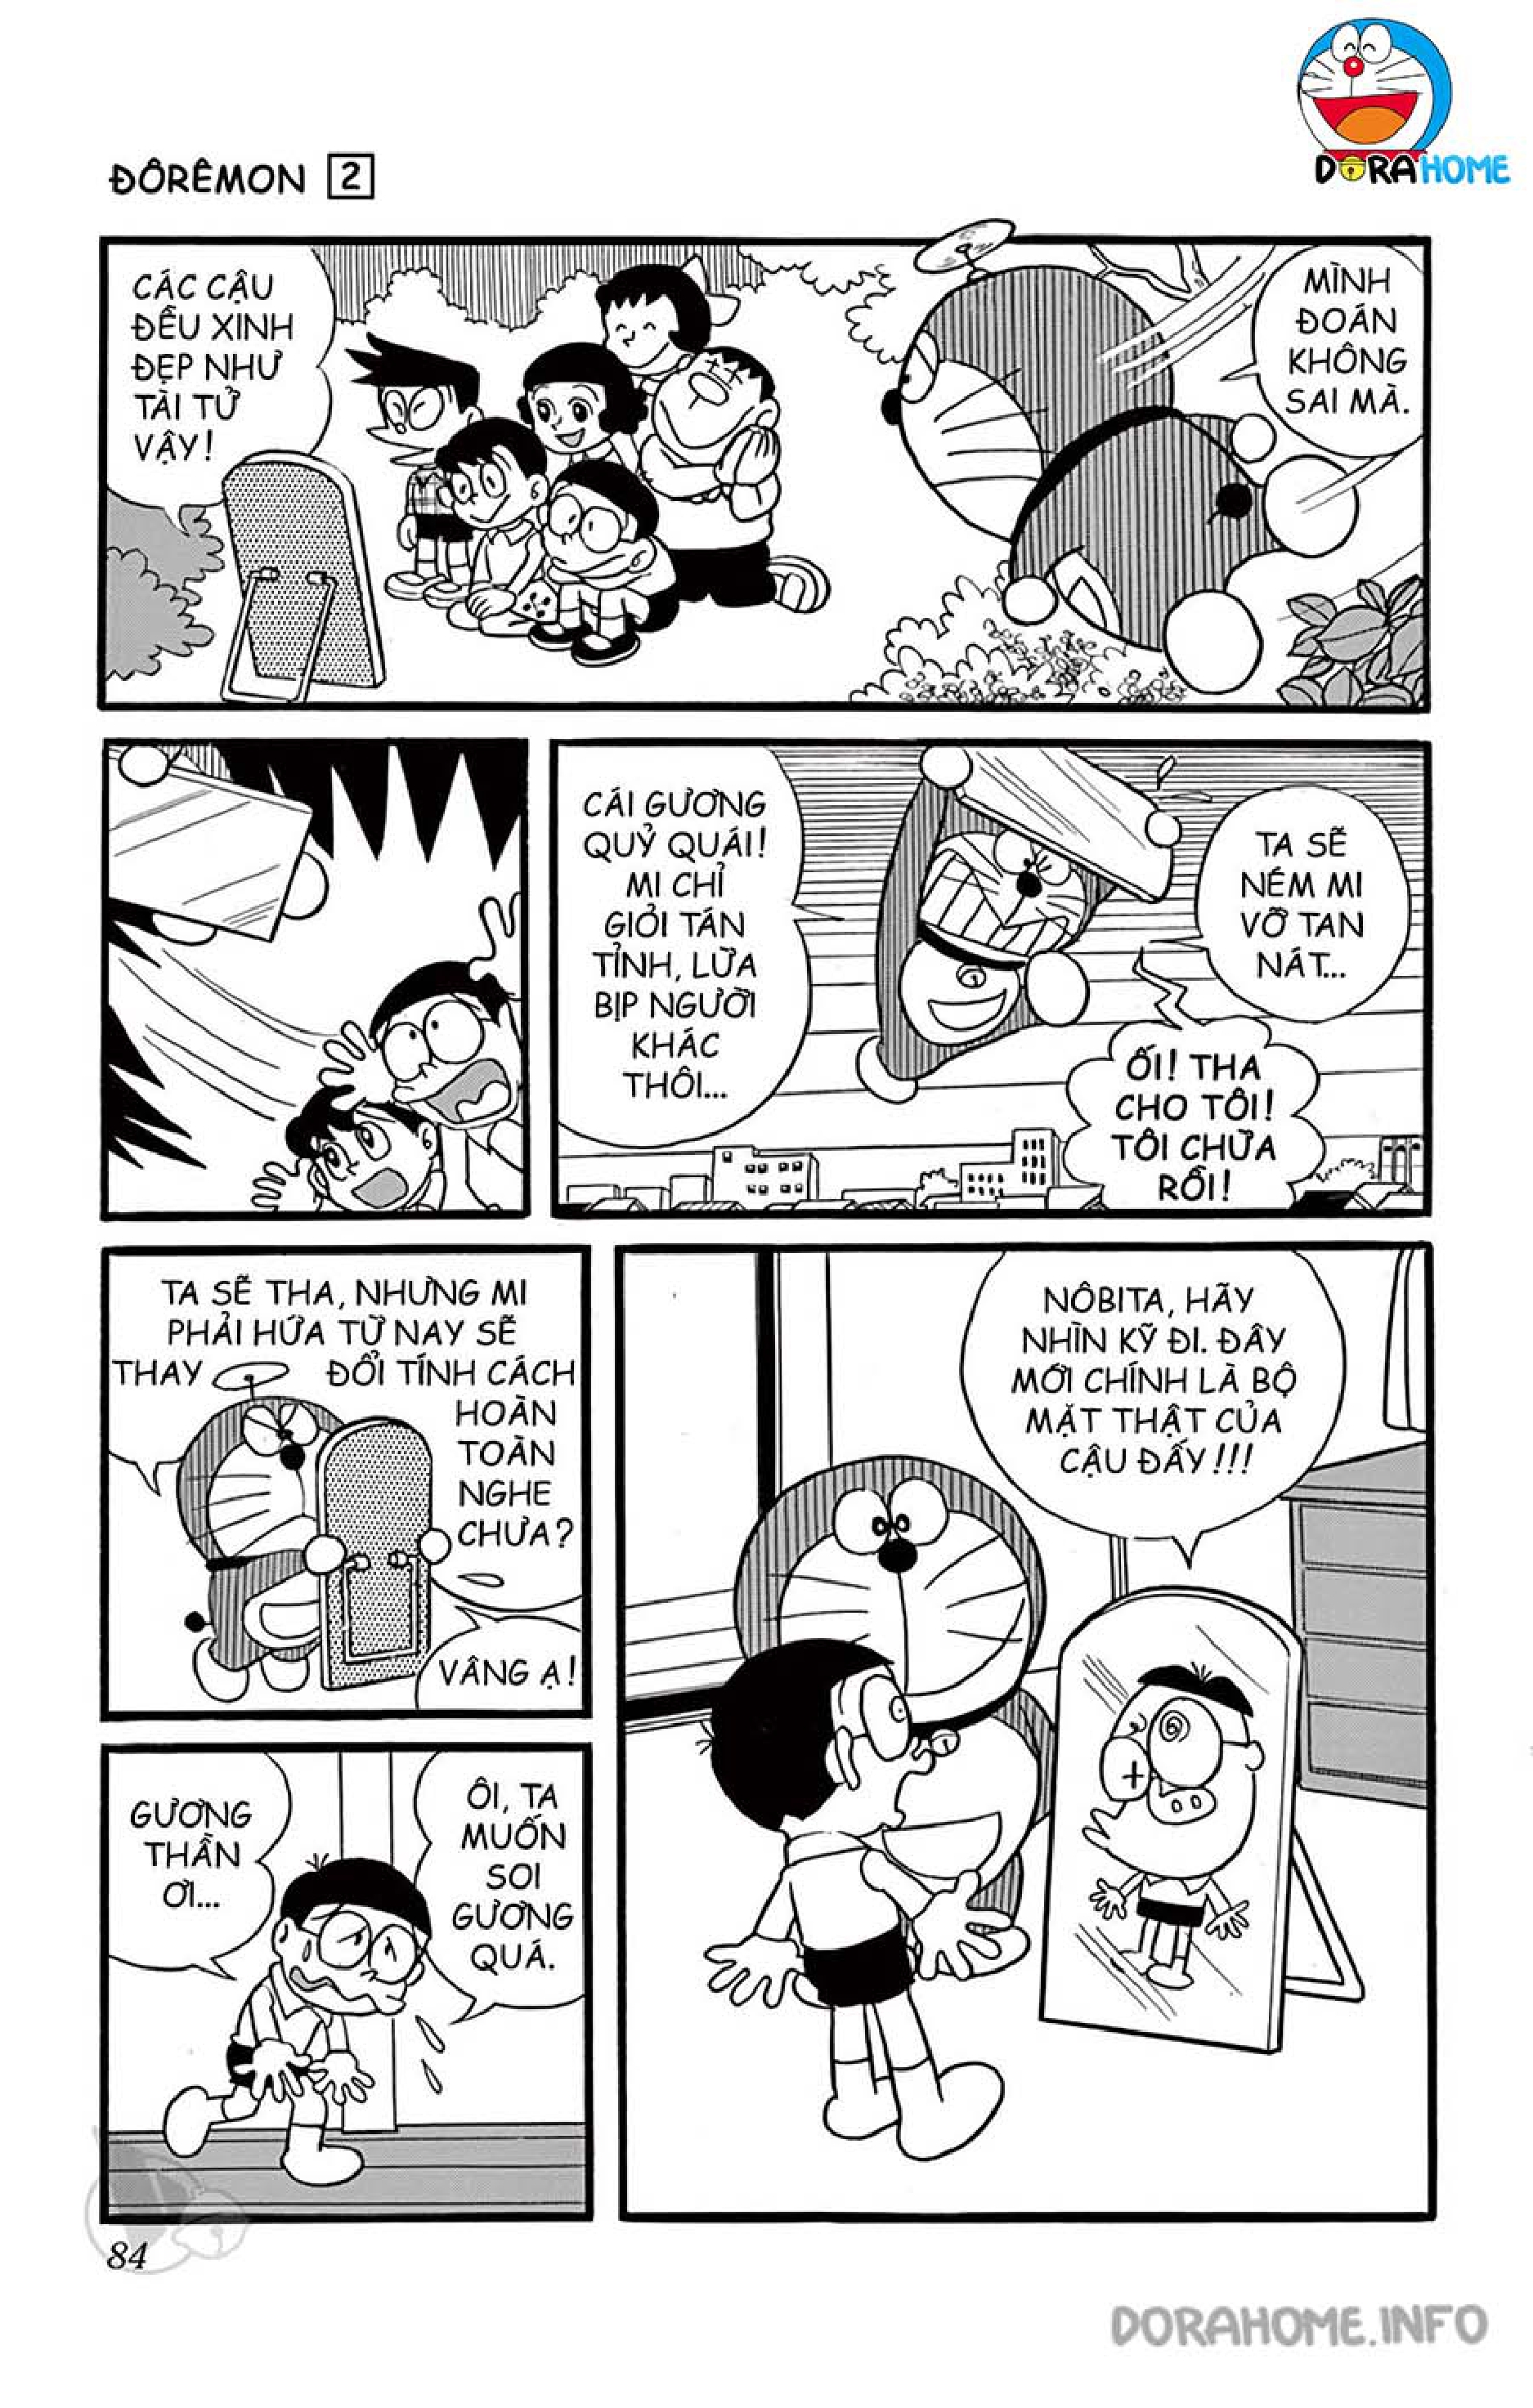 DORAHOME
ĐÔRÊMON 2
CÁC CẬU
ĐỀU XINH
ĐẸP NHƯ
TÀI TỬ
VẬY!
MÌNH
ĐOÁN
KHÔNG
SAI MÀ.
CÁI GƯƠNG
QUỶ QUÁI!
MI CHỈ
GIỎI TÁN
TỈNH, LỪA
BỊP NGƯỜI
KHÁC
THÔI...
TA SẼ
NÉM MI
VỠ TAN
NÁT...
ỐI! THA
CHO TÔI!
TÔI CHỪA
RỒI!
TA SẼ THA, NHƯNG MI
PHẢI HỨA TỪ NAY SẼ
THAY ĐỔI TÍNH CÁCH
HOÀN
TOÀN
NGHE
CHƯA?
VÂNG Ạ!
NÔBITA, HÃY
NHÌN KỸ ĐI. ĐÂY
MỚI CHÍNH LÀ BỘ
MẶT THẬT CỦA
CẬU ĐẤY!!!
GƯƠNG
THẦN
ƠI...
ÔI, TA
MUỐN
SOI
GƯƠNG
QUÁ.
84
DORAHOME.INFO